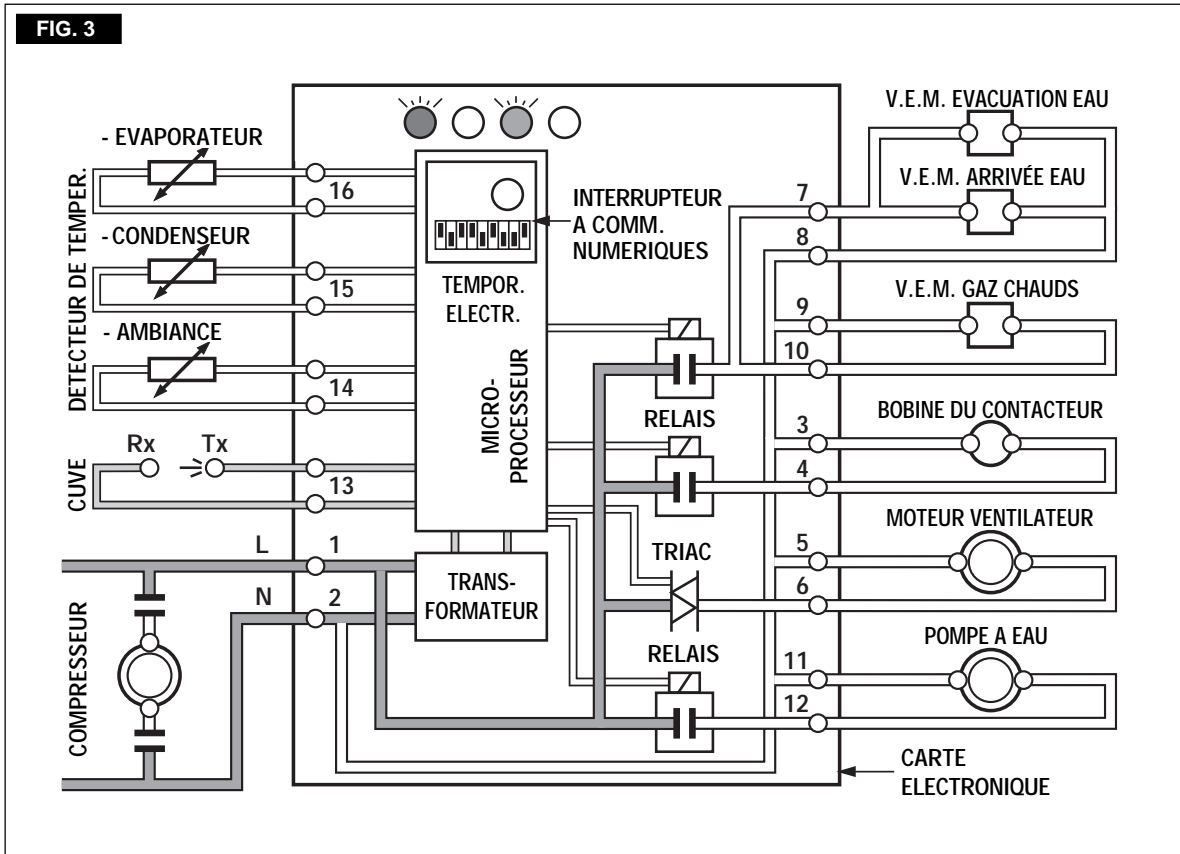 FIG. 3
DETECTEUR DE TEMPER.
- EVAPORATEUR
16
- CONDENSEUR
15
- AMBIANCE
14
CUVE
Rx
Tx
13
L
1
N
2
COMPRESSEUR
INTERRUPTEUR
A COMM.
NUMERIQUES
TEMPOR.
ELECTR.
MICRO-
PROCESSEUR
TRANS-
FORMATEUR
RELAIS
TRIAC
RELAIS
V.E.M. EVACUATION EAU
7
V.E.M. ARRIVÉE EAU
8
V.E.M. GAZ CHAUDS
9
10
BOBINE DU CONTACTEUR
3
4
MOTEUR VENTILATEUR
5
6
POMPE A EAU
11
12
CARTE
ELECTRONIQUE